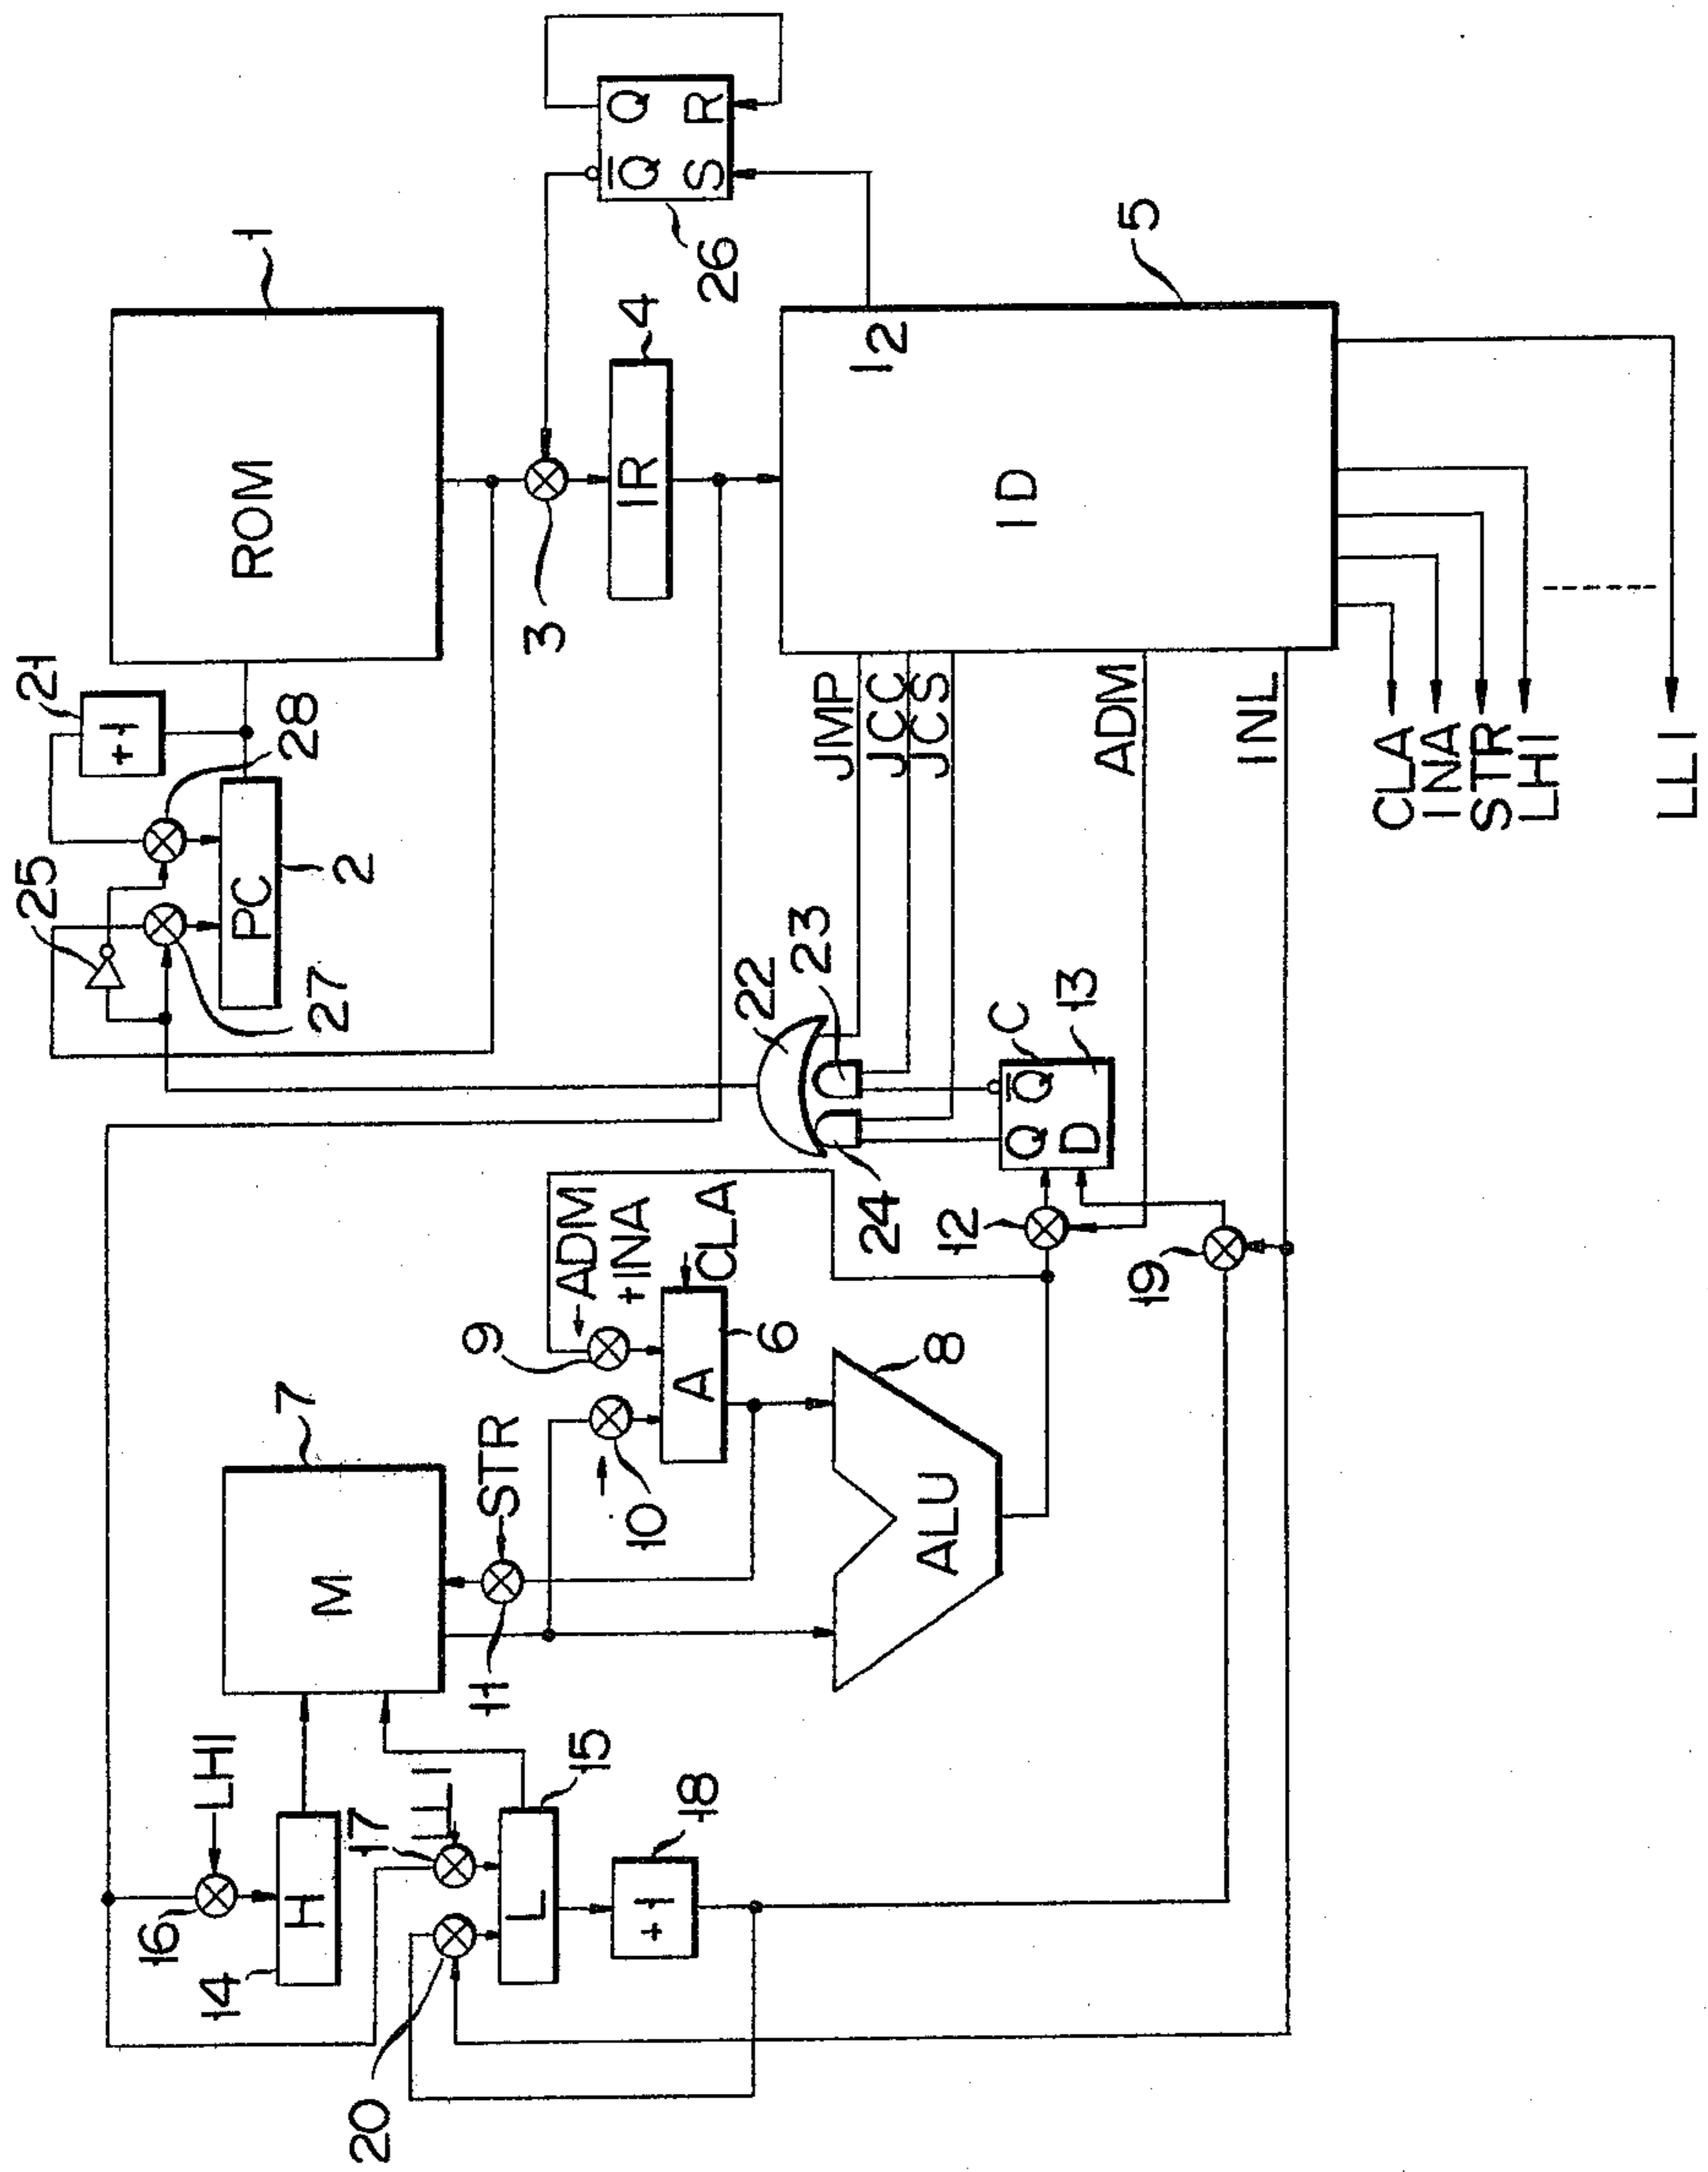 1
ROM
21
+1
28
25
PC
2
27
3
4
IR
Q
Q̅
R
S
26
5
I2
ID
JMP
JCC
JCS
ADM
INL
CLA
INA
STR
LHI
LLI
22
23
24
C
13
Q
Q̅
D
12
19
ADM
+INA
CLA
9
10
A
6
7
M
STR
11
ALU
8
LHI
16
H
14
LLI
17
L
15
20
+1
18